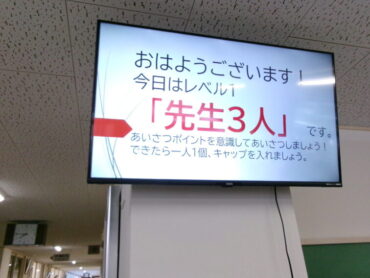 おはようございます！
今日はレベル1
「先生３人」です。
あいさつポイントを意識してあいさつしましょう！
できたら一人1個、キャップを入れましょう。